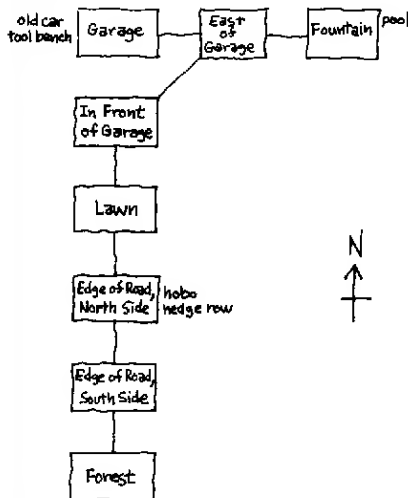 old car
tool bench
Garage
East
of
Garage
Fountain
pool
In Front
of Garage
Lawn
N
Edge of Road,
North Side
hobo
hedge row
Edge of Road,
South Side
Forest